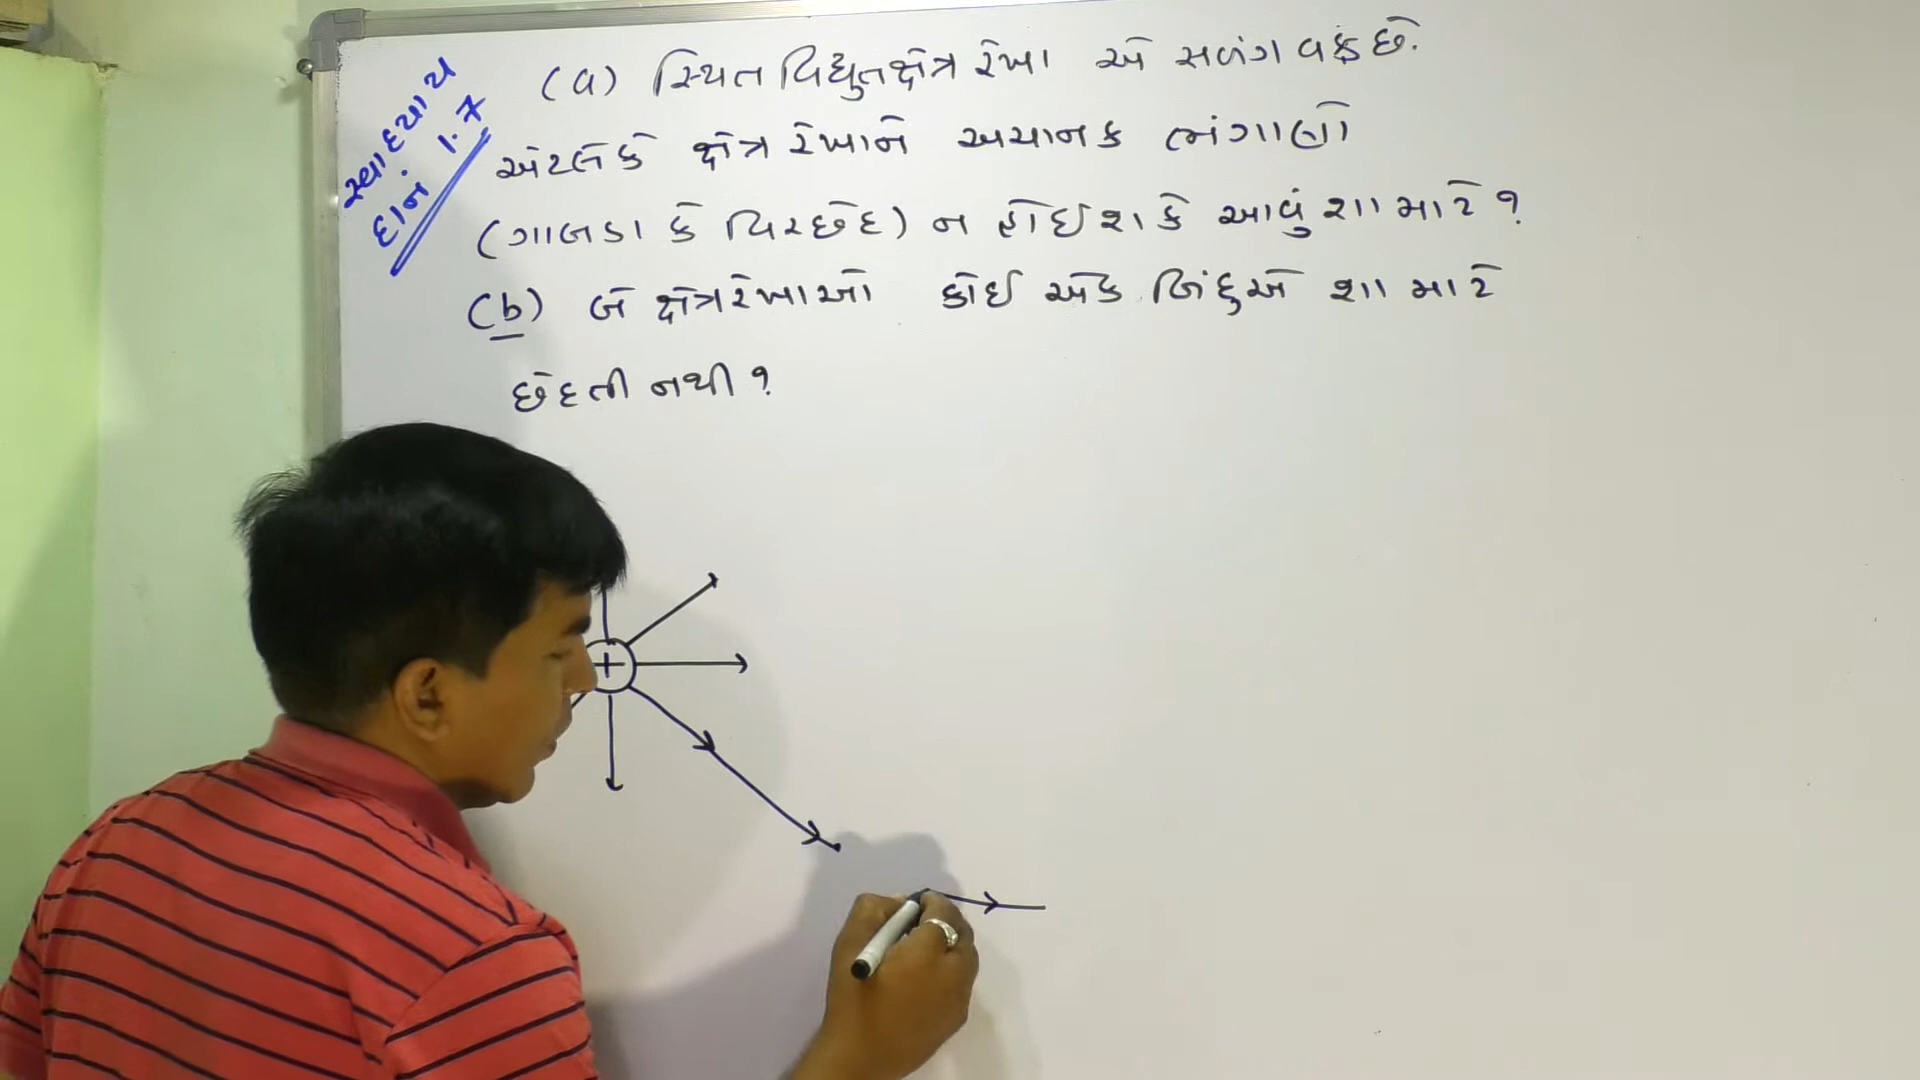 સ્વાધ્યાય
દા.નં 1.7
(a) સ્થિત વિદ્યુતક્ષેત્ર રેખા એ સળંગ વક્ર છે.
એટલે કે ક્ષેત્ર રેખાને અચાનક ભંગાણો
(ગાબડા કે વિચ્છેદ) ન હોઈ શકે આવું શા માટે ?
(b) બે ક્ષેત્રરેખાઓ કોઈ એક બિંદુએ શા માટે
છેદતી નથી ?
+